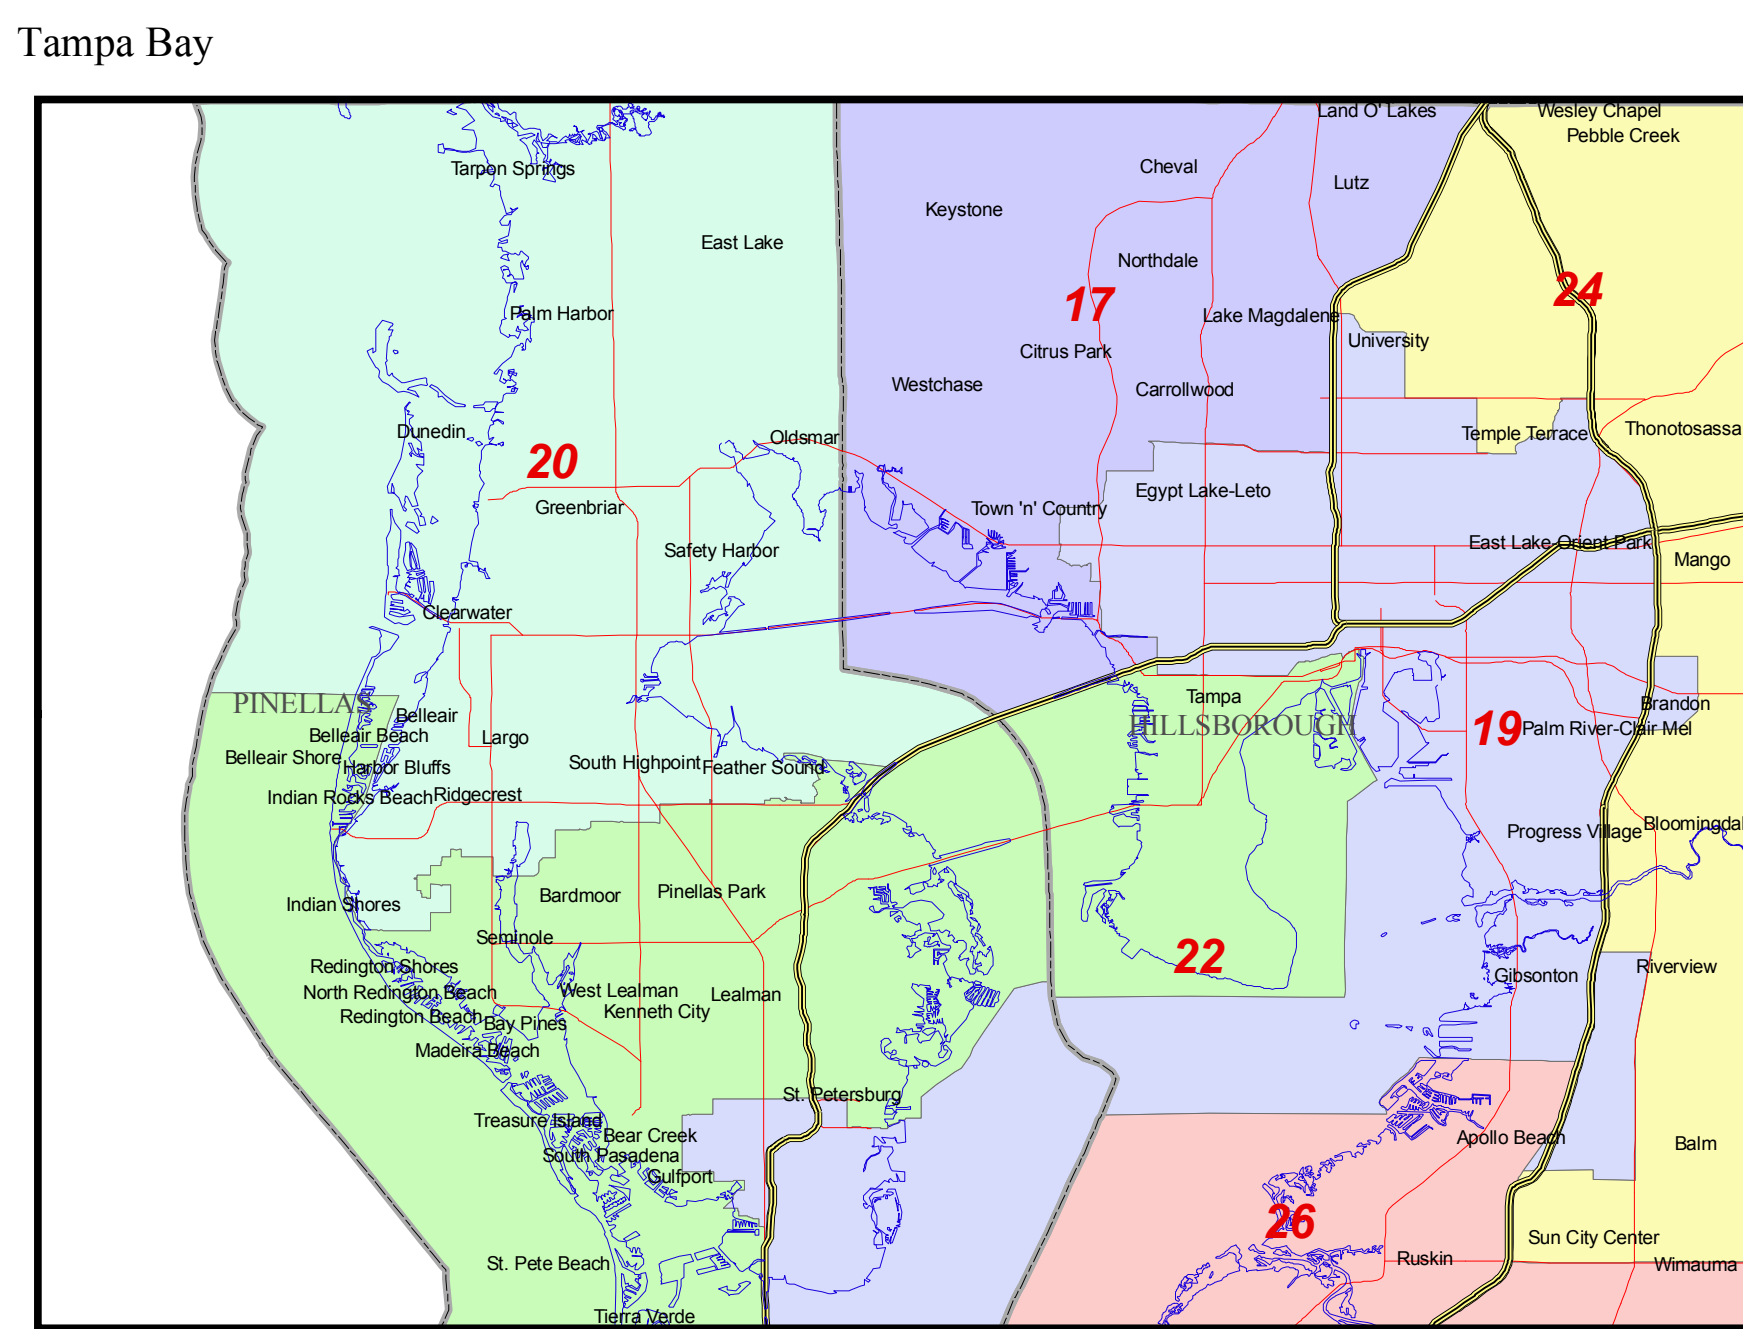 Tampa Bay
Land O' Lakes
Wesley Chapel
Pebble Creek
Cheval
Tarpon Springs
Lutz
Keystone
East Lake
Northdale
24
17
Palm Harbor
Lake Magdalene
University
Citrus Park
Westchase
Carrollwood
Dunedin
Oldsmar
Temple Terrace
Thonotosassa
20
Egypt Lake-Leto
Greenbriar
Town 'n' Country
Safety Harbor
East Lake-Orient Park
Mango
Clearwater
PINELLAS
Tampa
Brandon
Belleair
HILLSBOROUGH
19
Palm River-Clair Mel
Belleair Beach
Largo
Belleair Shore
Harbor Bluffs
South Highpoint
Feather Sound
Indian Rocks Beach
Ridgecrest
Progress Village
Bloomingdal
Bardmoor
Pinellas Park
Indian Shores
Seminole
22
Redington Shores
Riverview
Gibsonton
North Redington Beach
West Lealman
Lealman
Kenneth City
Redington Beach
Bay Pines
Madeira Beach
St. Petersburg
Treasure Island
Bear Creek
Apollo Beach
Balm
South Pasadena
Gulfport
26
Sun City Center
Ruskin
St. Pete Beach
Wimauma
Tierra Verde